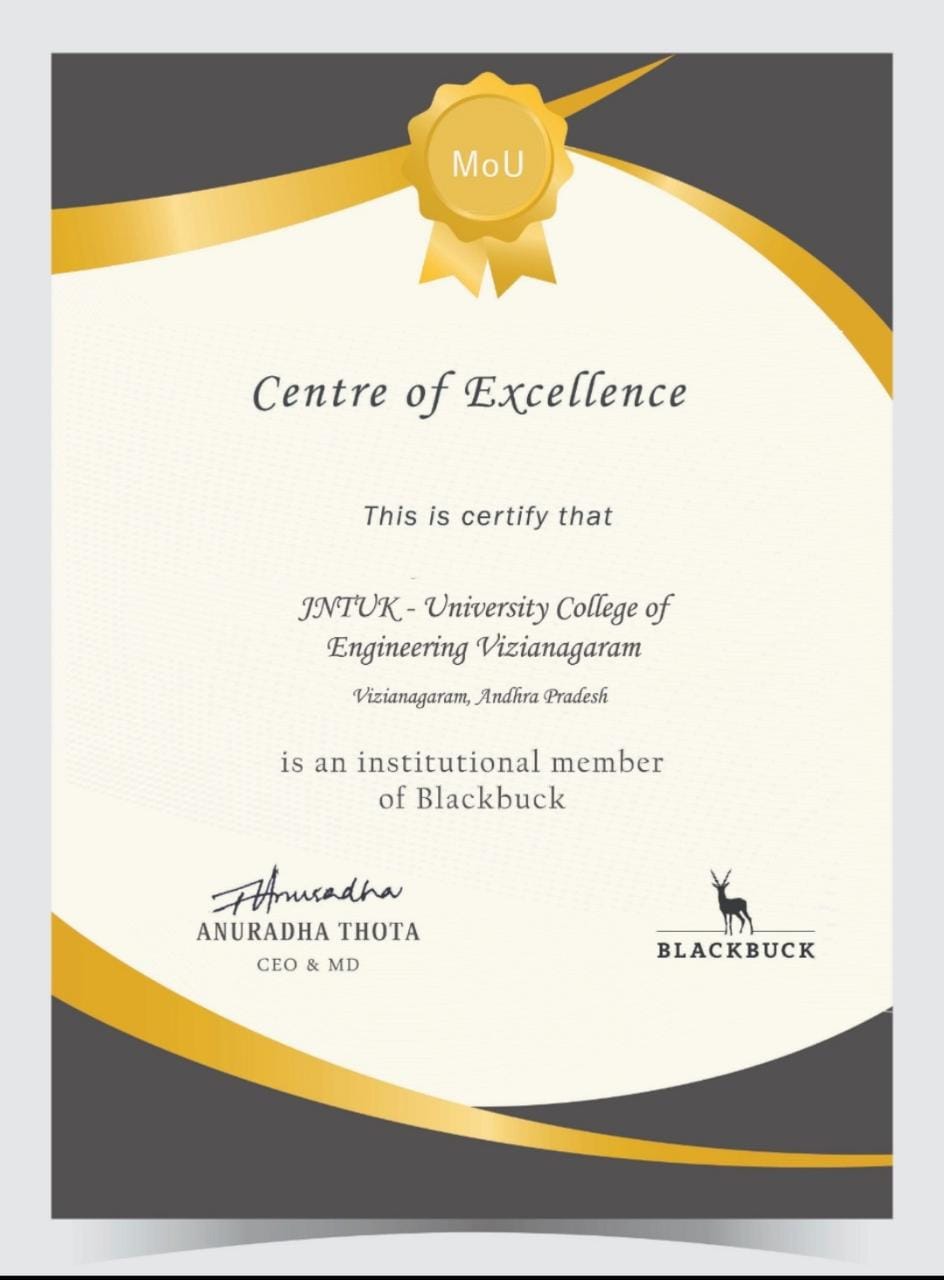 MoU
Centre of Excellence
This is certify that
JNTUK - University College of
Engineering Vizianagaram
Vizianagaram, Andhra Pradesh
is an institutional member
of Blackbuck
Anuradha
ANURADHA THOTA
CEO & MD
BLACKBUCK